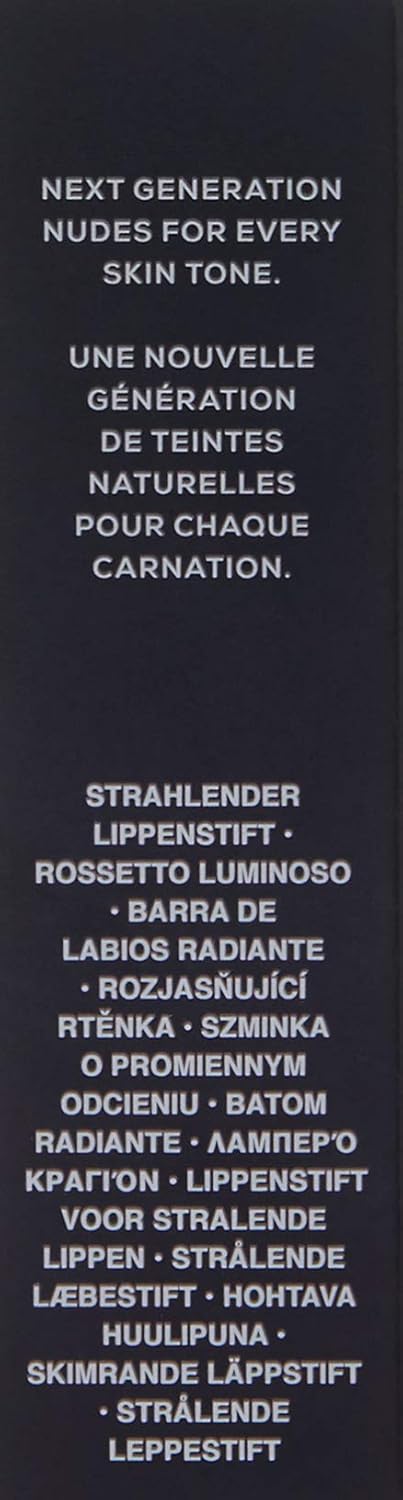 NEXT GENERATION
NUDES FOR EVERY
SKIN TONE.
UNE NOUVELLE
GÉNÉRATION
DE TEINTES
NATURELLES
POUR CHAQUE
CARNATION.
STRAHLENDER
LIPPENSTIFT •
ROSSETTO LUMINOSO
• BARRA DE
LABIOS RADIANTE
• ROZJASŇUJÍCÍ
RTĚNKA • SZMINKA
O PROMIENNYM
ODCIENIU • BATOM
RADIANTE • ΛΑΜΠΕΡΌ
ΚΡΑΓΙΌΝ • LIPPENSTIFT
VOOR STRALENDE
LIPPEN • STRÅLENDE
LÆBESTIFT • HOHTAVA
HUULIPUNA •
SKIMRANDE LÄPPSTIFT
• STRÅLENDE
LEPPESTIFT